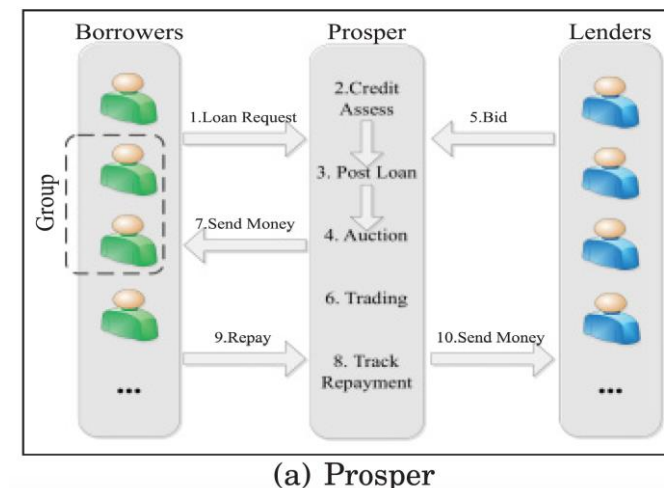 Borrowers
Prosper
Lenders
1.Loan Request
2.Credit
Assess
5.Bid
3. Post Loan
Group
7.Send Money
4. Auction
6. Trading
9.Repay
8. Track
Repayment
10.Send Money
...
...
(a) Prosper